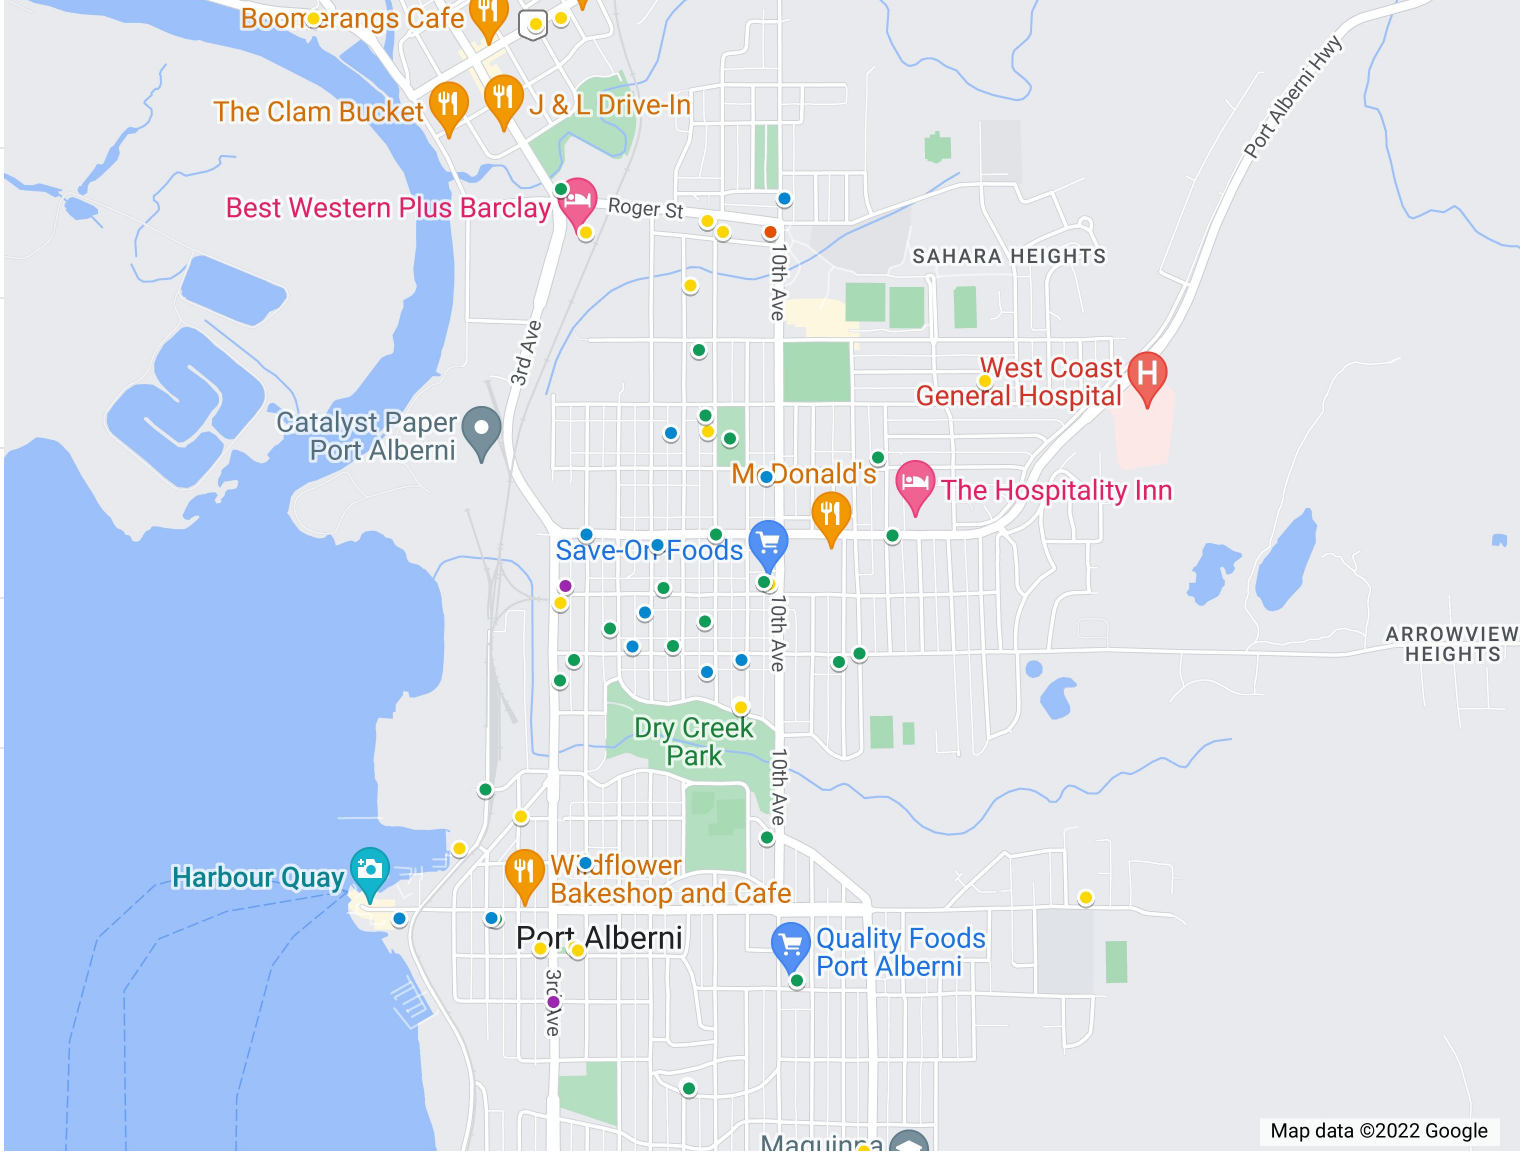 Boomerangs Cafe
The Clam Bucket
J & L Drive-In
Port Alberni Hwy
Best Western Plus Barclay
Roger St
10th Ave
SAHARA HEIGHTS
3rd Ave
West Coast
General Hospital
H
Catalyst Paper
Port Alberni
McDonald's
The Hospitality Inn
Save-On Foods
10th Ave
ARROWVIEW
HEIGHTS
Dry Creek
Park
10th Ave
Harbour Quay
Wildflower
Bakeshop and Cafe
Port Alberni
Quality Foods
Port Alberni
3rd Ave
Maquinna
Map data ©2022 Google